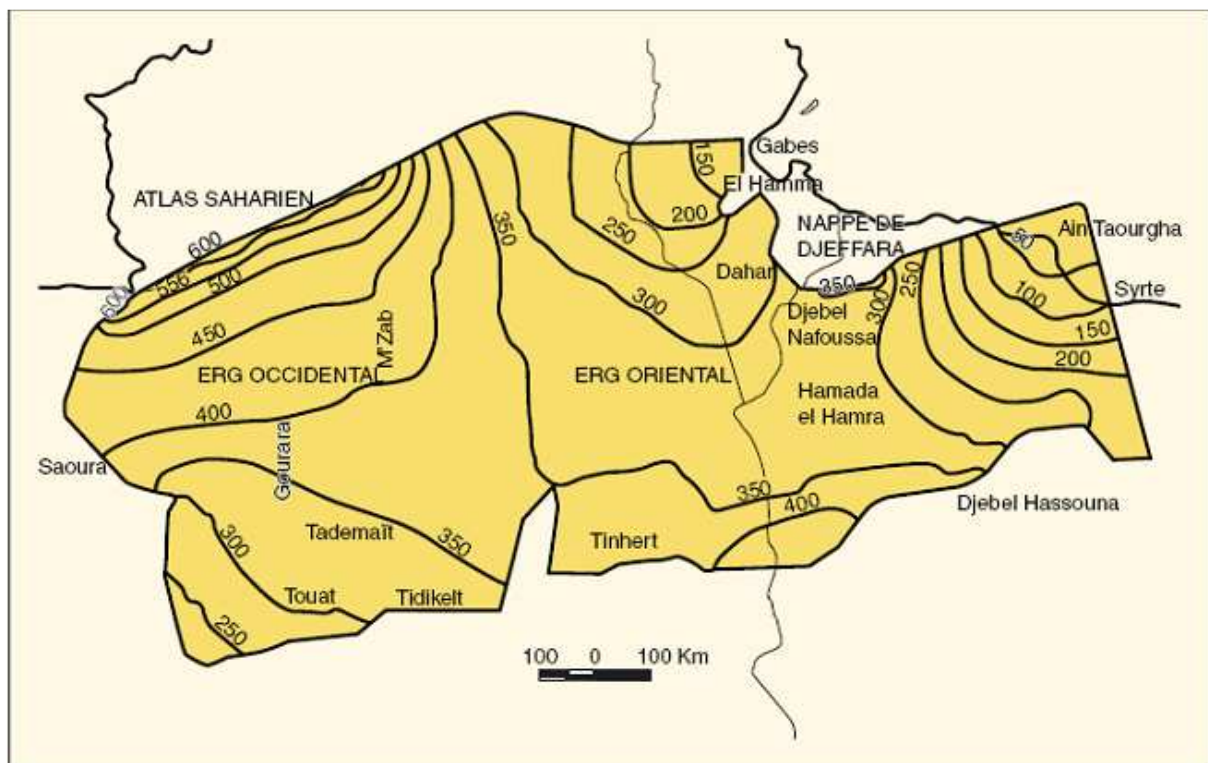 Gabes
150
El Hamma
ATLAS SAHARIEN
600
200
350
250
NAPPE DE
DJEFFARA
50
Ain Taourgha
556
500
600
Dahar
350
300
250
100
Syrte
300
Djebel
Nafoussa
150
450
M'Zab
200
ERG OCCIDENTAL
ERG ORIENTAL
Hamada
el Hamra
400
Saoura
Gourara
350
400
Djebel Hassouna
300
Tademaït
350
Tinhert
Touat
Tidikelt
250
100 0 100 Km